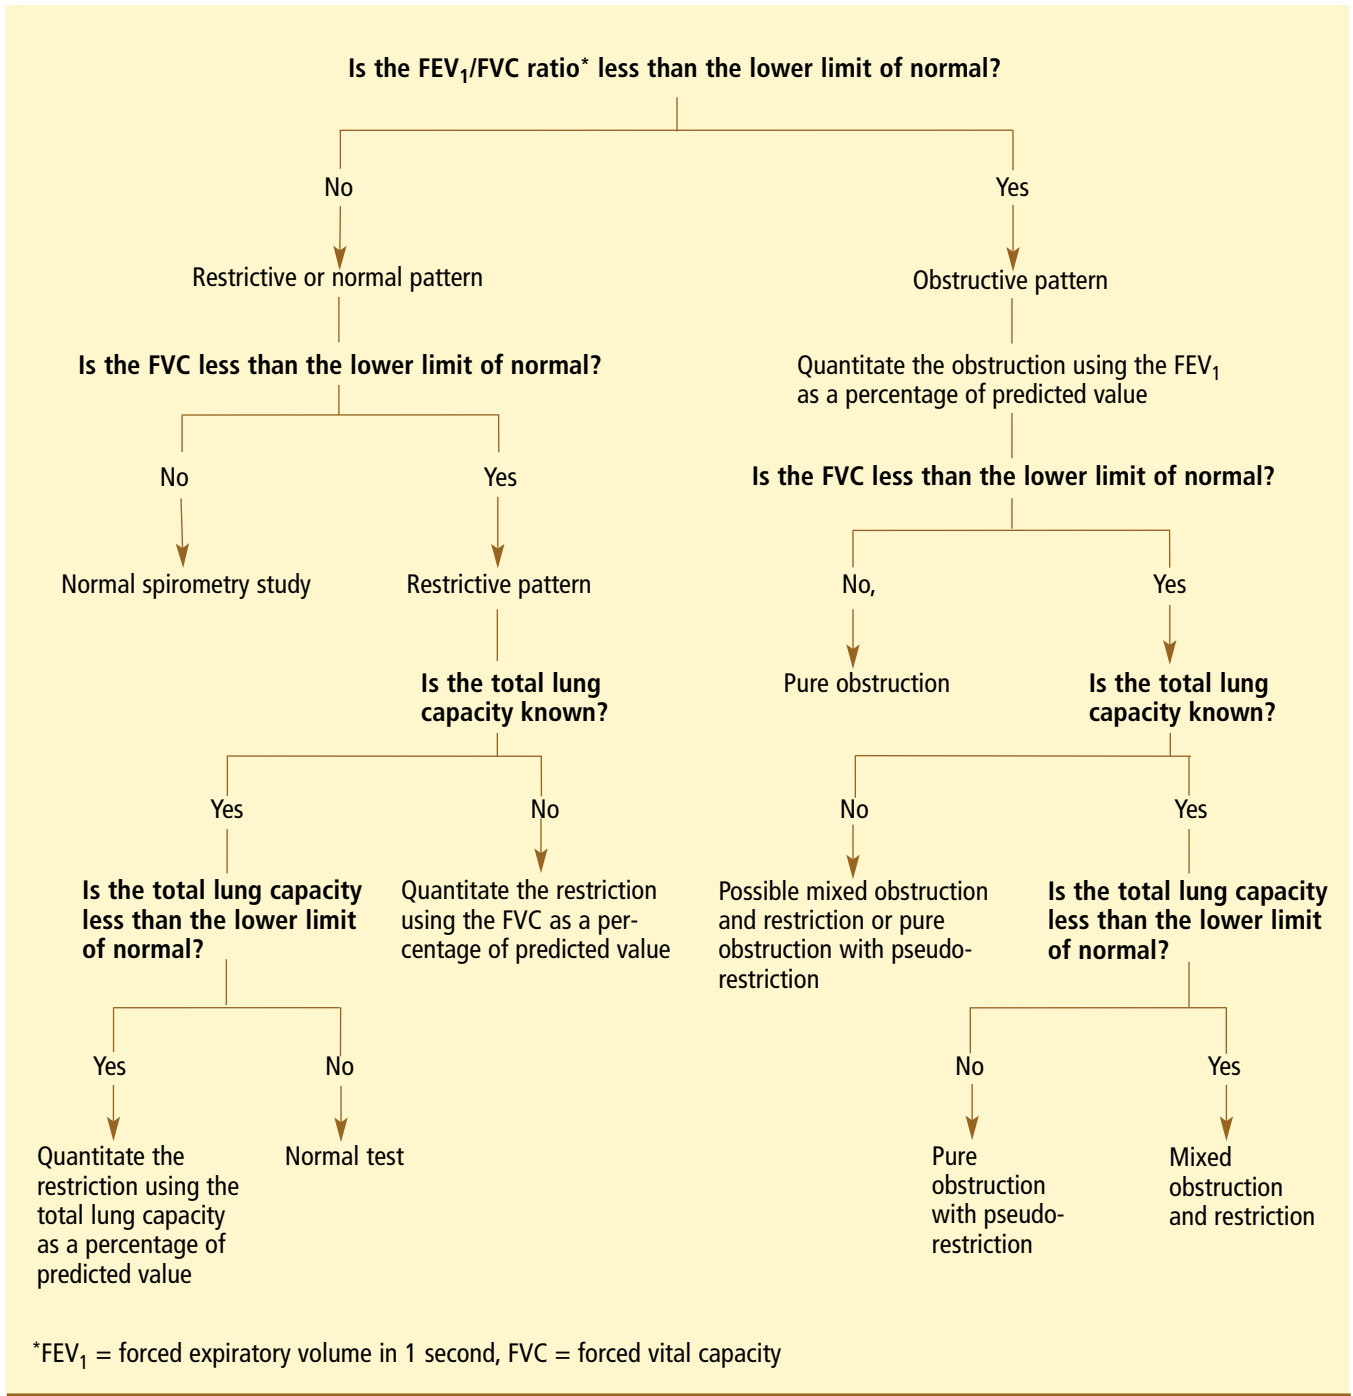 Is the FEV1/FVC ratio* less than the lower limit of normal?
No
Yes
Restrictive or normal pattern
Obstructive pattern
Is the FVC less than the lower limit of normal?
Quantitate the obstruction using the FEV1
as a percentage of predicted value
No
Yes
Is the FVC less than the lower limit of normal?
Normal spirometry study
Restrictive pattern
No,
Yes
Is the total lung
capacity known?
Pure obstruction
Is the total lung
capacity known?
Yes
No
No
Yes
Is the total lung capacity
less than the lower limit
of normal?
Quantitate the restriction
using the FVC as a per-
centage of predicted value
Possible mixed obstruction
and restriction or pure
obstruction with pseudo-
restriction
Is the total lung capacity
less than the lower limit
of normal?
Yes
No
No
Yes
Quantitate the
restriction using the
total lung capacity
as a percentage of
predicted value
Normal test
Pure
obstruction
with pseudo-
restriction
Mixed
obstruction
and restriction
*FEV1 = forced expiratory volume in 1 second, FVC = forced vital capacity